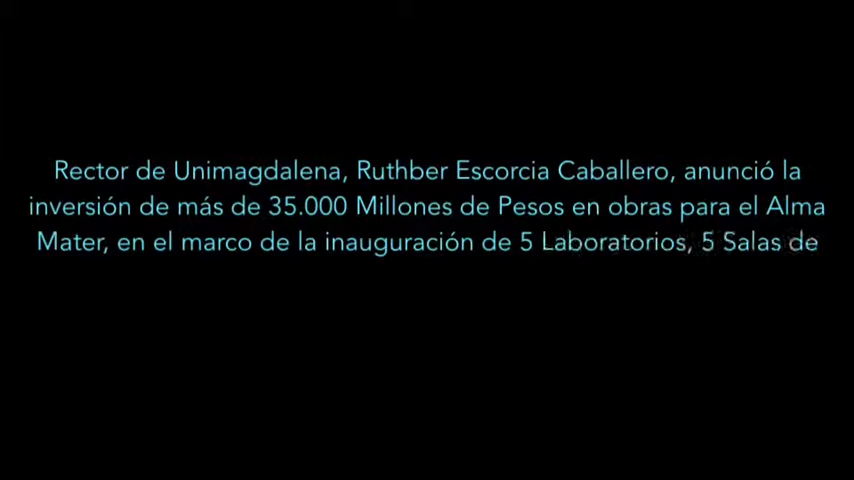 Rector de Unimagdalena, Ruthber Escorcia Caballero, anunció la
inversión de más de 35.000 Millones de Pesos en obras para el Alma
Mater, en el marco de la inauguración de 5 Laboratorios, 5 Salas de